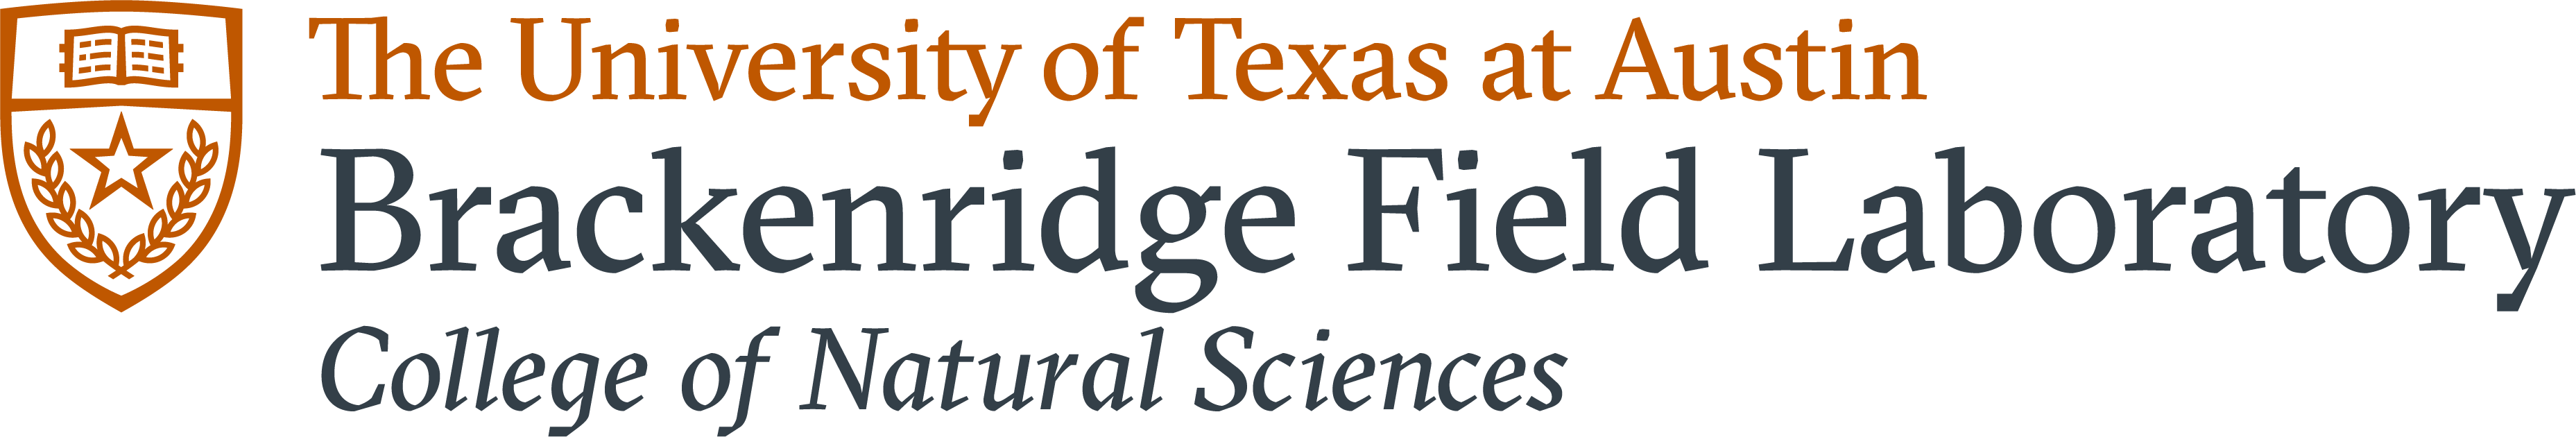 The University of Texas at Austin
Brackenridge Field Laboratory
College of Natural Sciences